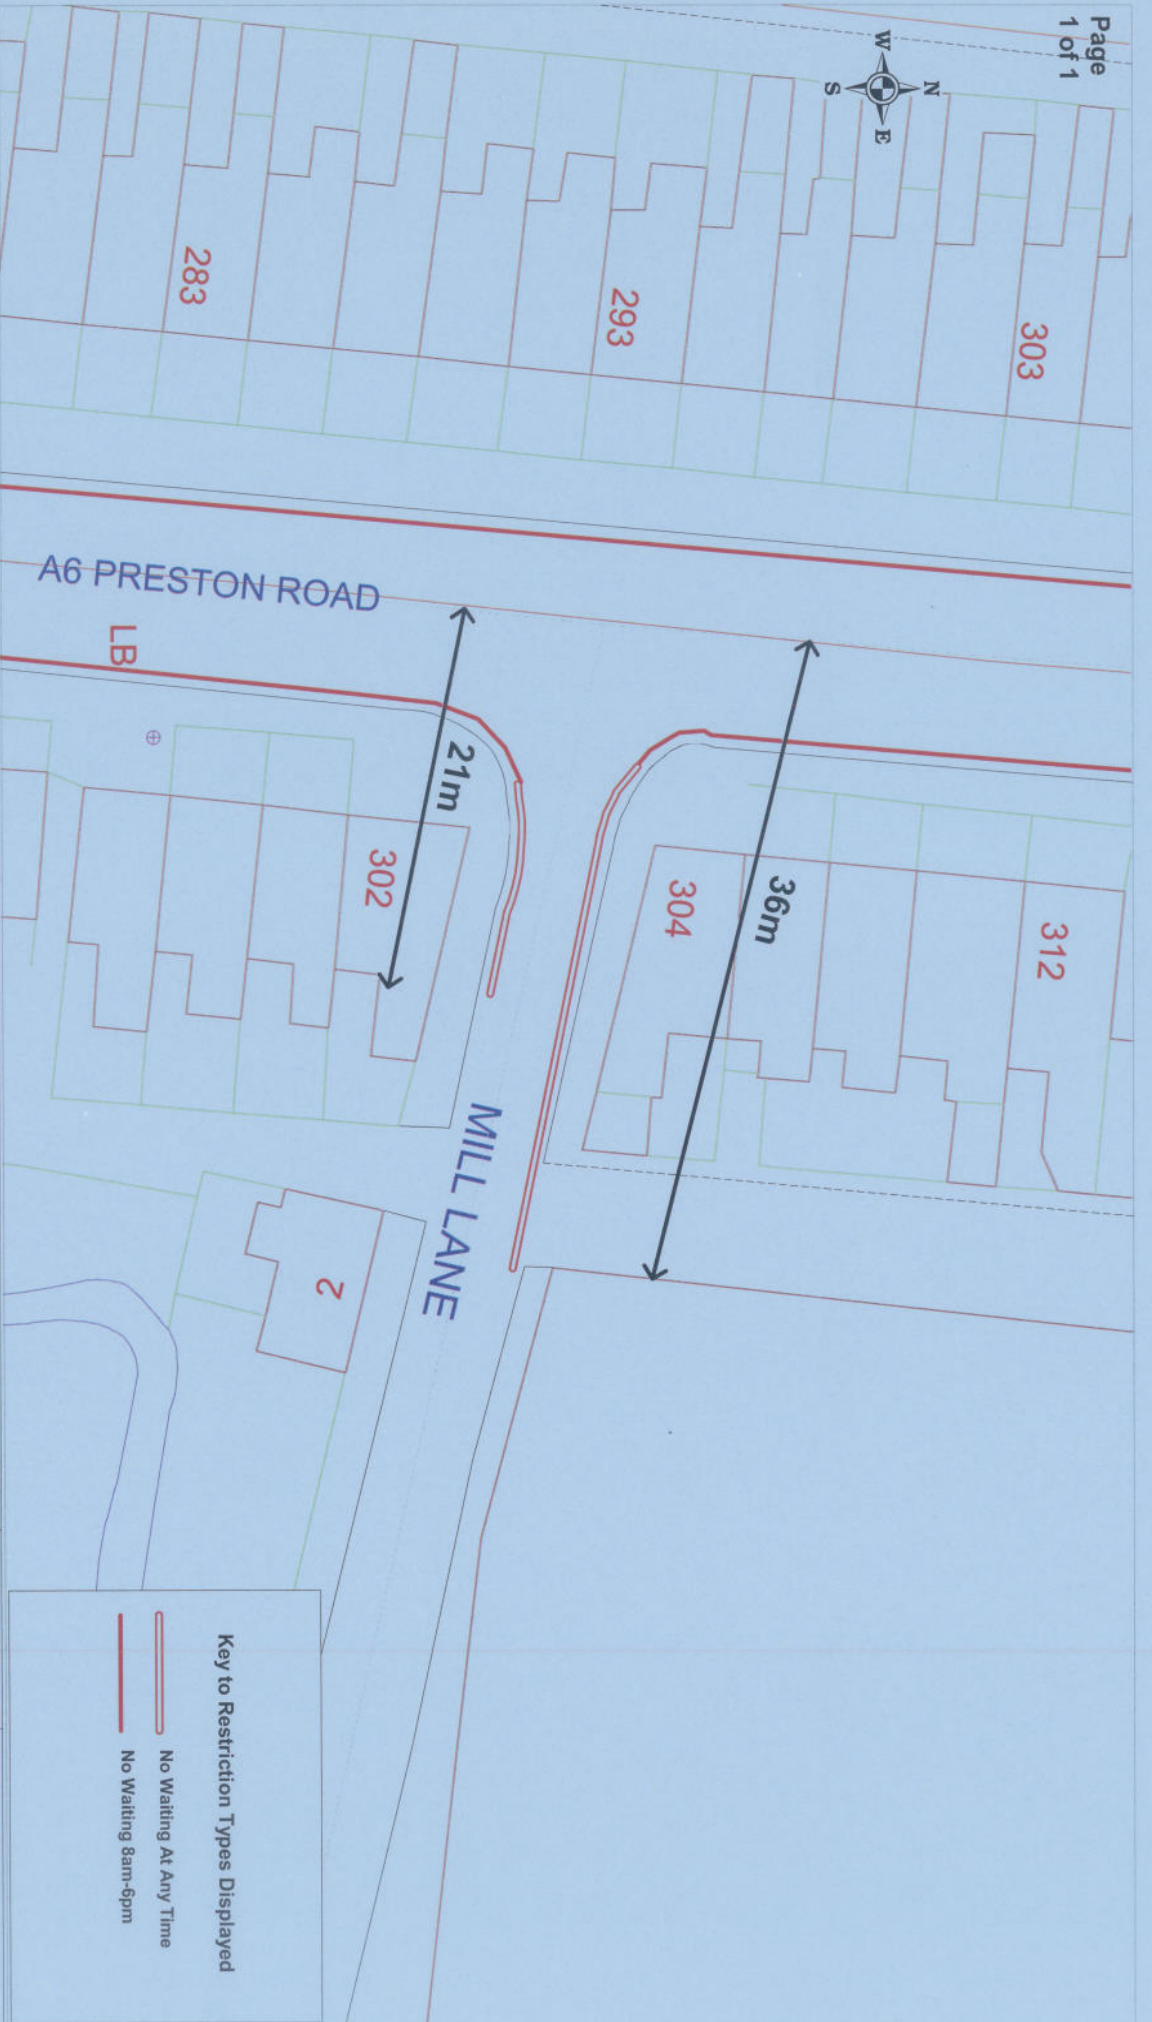 Page
1 of 1
N
W
E
S
283
293
303
A6 PRESTON ROAD
LB
21m
36m
302
304
312
MILL LANE
2
Key to Restriction Types Displayed
No Waiting At Any Time
No Waiting 8am-6pm